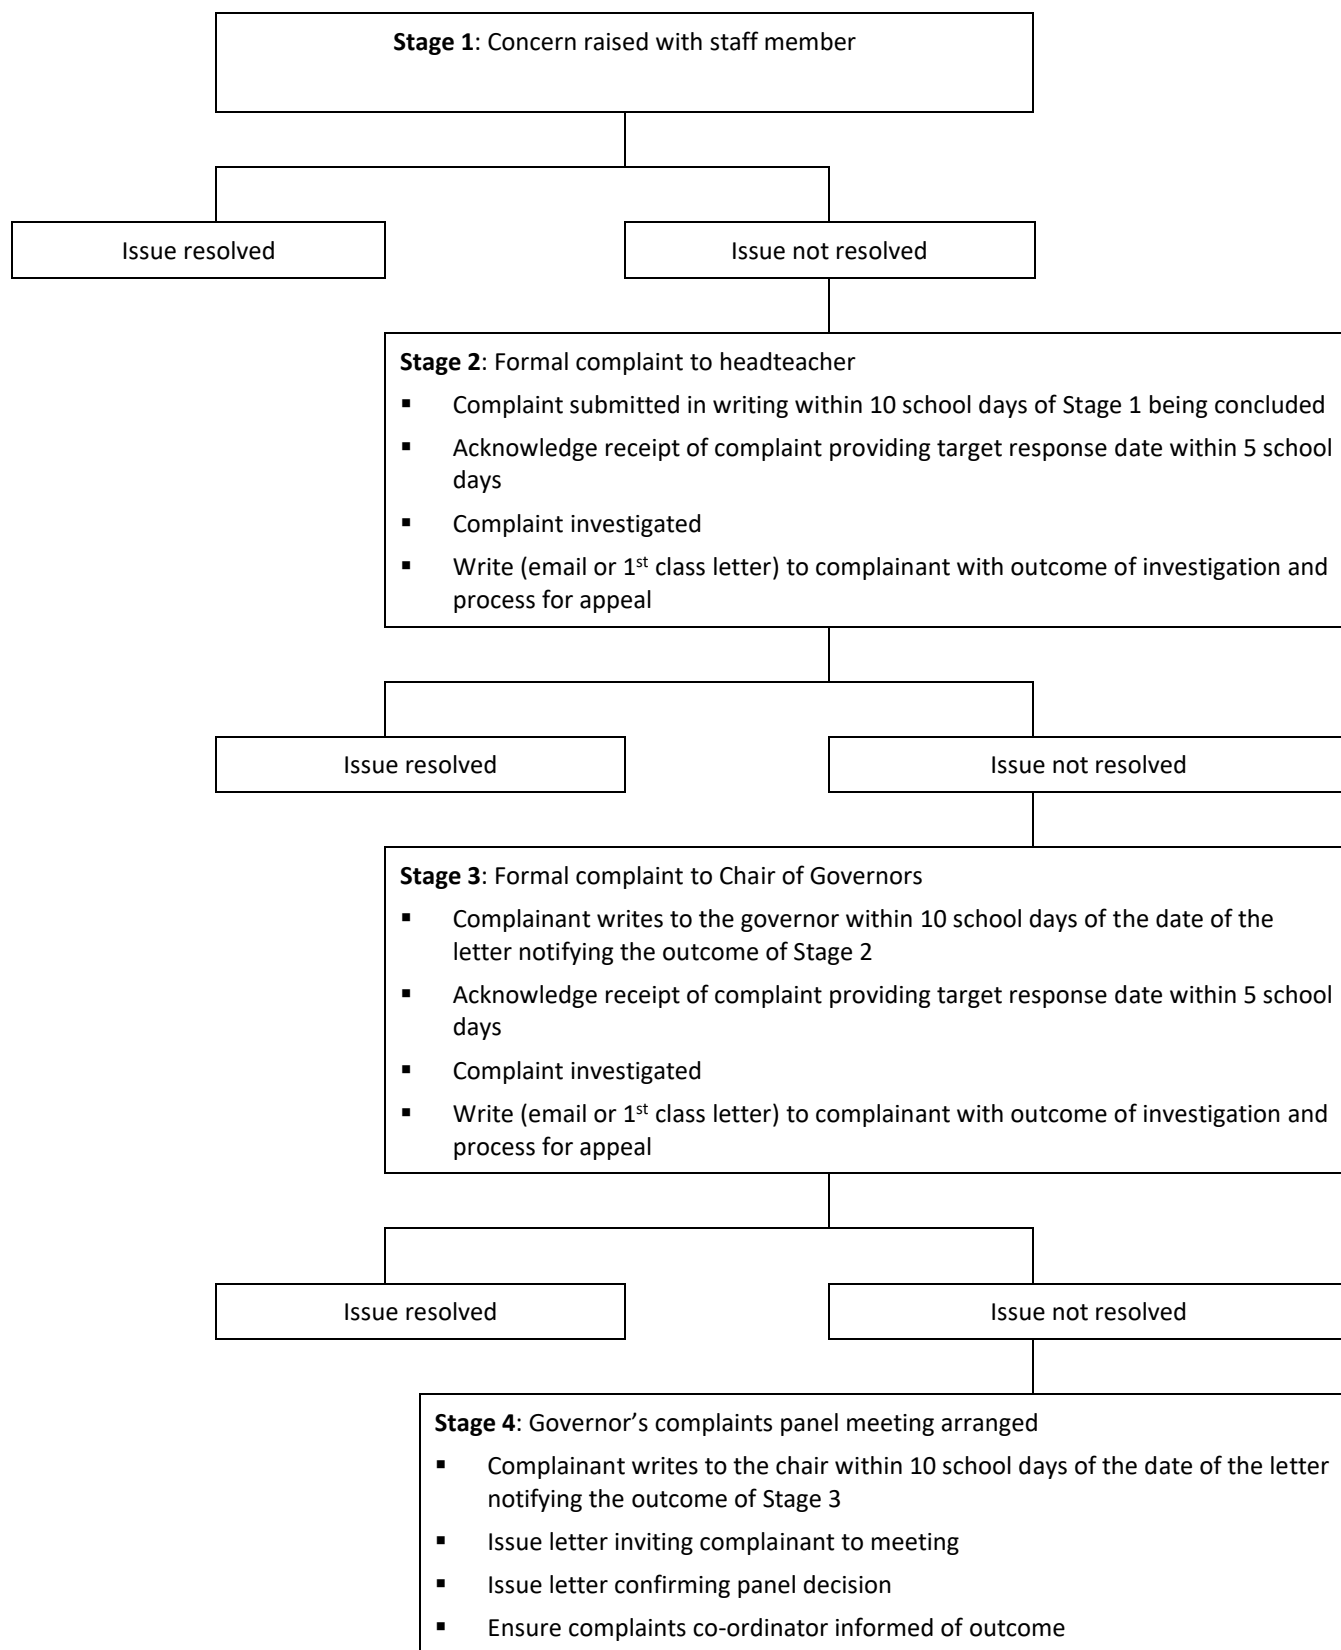 Stage 1: Concern raised with staff member
Issue resolved
Issue not resolved
Stage 2: Formal complaint to headteacher
▪ Complaint submitted in writing within 10 school days of Stage 1 being concluded
▪ Acknowledge receipt of complaint providing target response date within 5 school
days
▪ Complaint investigated
▪ Write (email or 1st class letter) to complainant with outcome of investigation and
process for appeal
Issue resolved
Issue not resolved
Stage 3: Formal complaint to Chair of Governors
▪ Complainant writes to the governor within 10 school days of the date of the
letter notifying the outcome of Stage 2
▪ Acknowledge receipt of complaint providing target response date within 5 school
days
▪ Complaint investigated
▪ Write (email or 1st class letter) to complainant with outcome of investigation and
process for appeal
Issue resolved
Issue not resolved
Stage 4: Governor’s complaints panel meeting arranged
▪ Complainant writes to the chair within 10 school days of the date of the letter
notifying the outcome of Stage 3
▪ Issue letter inviting complainant to meeting
▪ Issue letter confirming panel decision
▪ Ensure complaints co-ordinator informed of outcome